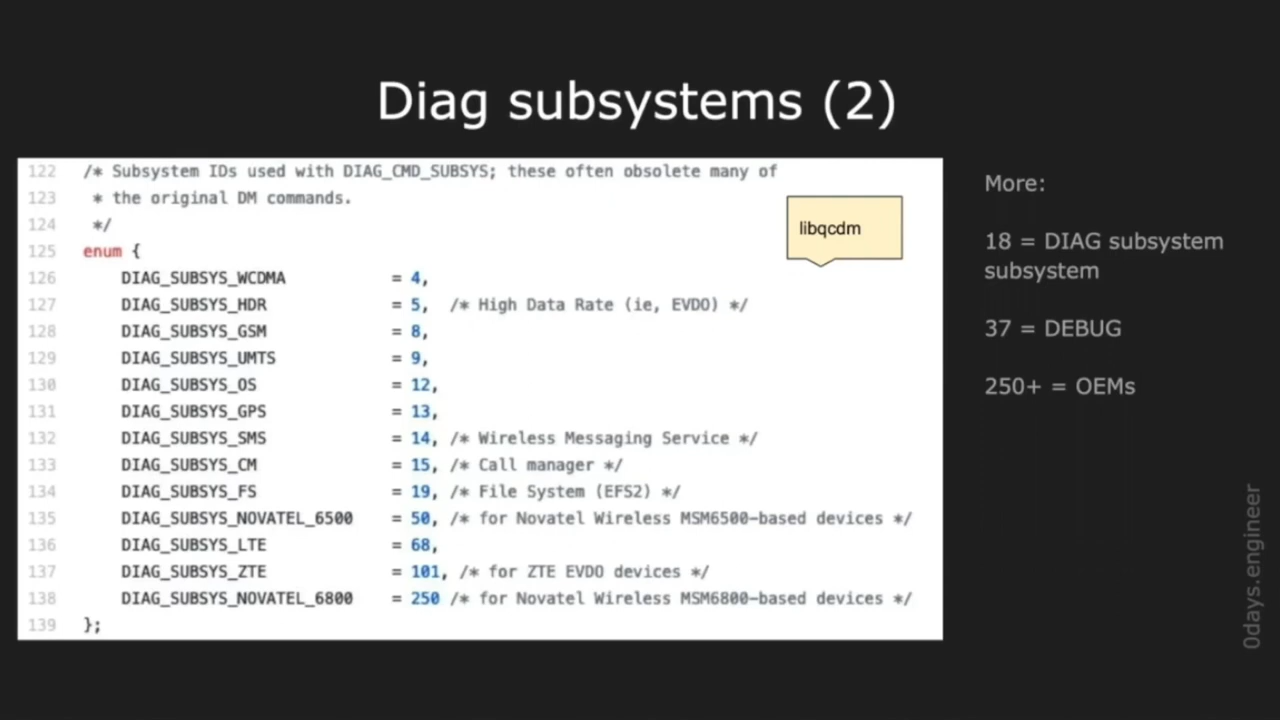 Diag subsystems (2)
122 /* Subsystem IDs used with DIAG_CMD_SUBSYS; these often obsolete many of
123 * the original DM commands.
124 */
125 enum {
126 DIAG_SUBSYS_WCDMA = 4,
127 DIAG_SUBSYS_HDR = 5, /* High Data Rate (ie, EVDO) */
128 DIAG_SUBSYS_GSM = 8,
129 DIAG_SUBSYS_UMTS = 9,
130 DIAG_SUBSYS_OS = 12,
131 DIAG_SUBSYS_GPS = 13,
132 DIAG_SUBSYS_SMS = 14, /* Wireless Messaging Service */
133 DIAG_SUBSYS_CM = 15, /* Call manager */
134 DIAG_SUBSYS_FS = 19, /* File System (EFS2) */
135 DIAG_SUBSYS_NOVATEL_6500 = 50, /* for Novatel Wireless MSM6500-based devices */
136 DIAG_SUBSYS_LTE = 68,
137 DIAG_SUBSYS_ZTE = 101, /* for ZTE EVDO devices */
138 DIAG_SUBSYS_NOVATEL_6800 = 250 /* for Novatel Wireless MSM6800-based devices */
139 };
libqcdm
More:
18 = DIAG subsystem
subsystem
37 = DEBUG
250+ = OEMs
0days.engineer